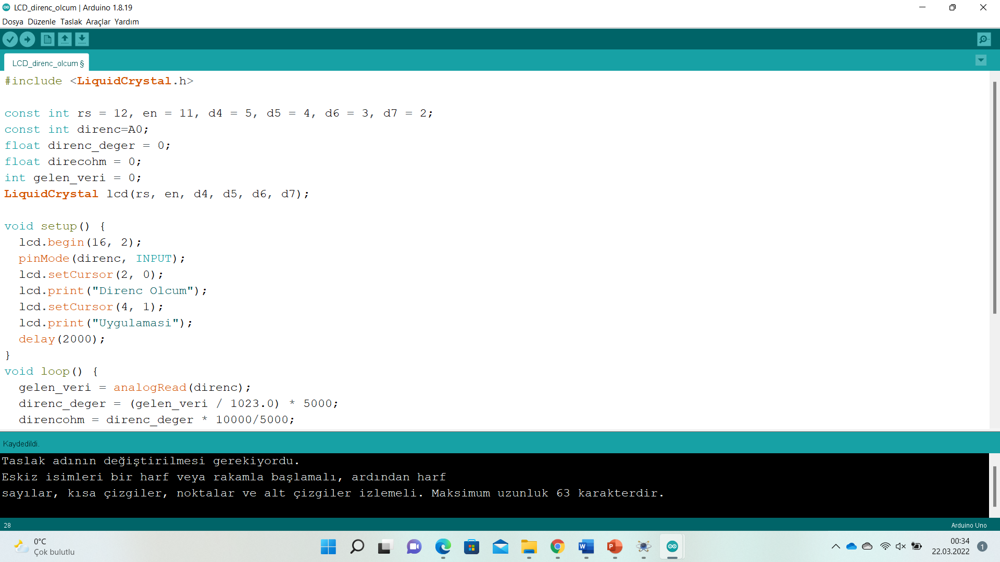 LCD_direnc_olcum | Arduino 1.8.19
Dosya Düzenle Taslak Araçlar Yardım
LCD_direnc_olcum §
#include <LiquidCrystal.h>
const int rs = 12, en = 11, d4 = 5, d5 = 4, d6 = 3, d7 = 2;
const int direnc=A0;
float direnc_deger = 0;
float direcohm = 0;
int gelen_veri = 0;
LiquidCrystal lcd(rs, en, d4, d5, d6, d7);
void setup() {
lcd.begin(16, 2);
pinMode(direnc, INPUT);
lcd.setCursor(2, 0);
lcd.print("Direnc Olcum");
lcd.setCursor(4, 1);
lcd.print("Uygulamasi");
delay(2000);
}
void loop() {
gelen_veri = analogRead(direnc);
direnc_deger = (gelen_veri / 1023.0) * 5000;
direncohm = direnc_deger * 10000/5000;
Kaydedildi.
Taslak adının değiştirilmesi gerekiyordu.
Eskiz isimleri bir harf veya rakamla başlamalı, ardından harf
sayılar, kısa çizgiler, noktalar ve alt çizgiler izlemeli. Maksimum uzunluk 63 karakterdir.
28
Arduino Uno
0°C
Çok bulutlu
W
P
00:34
22.03.2022
1